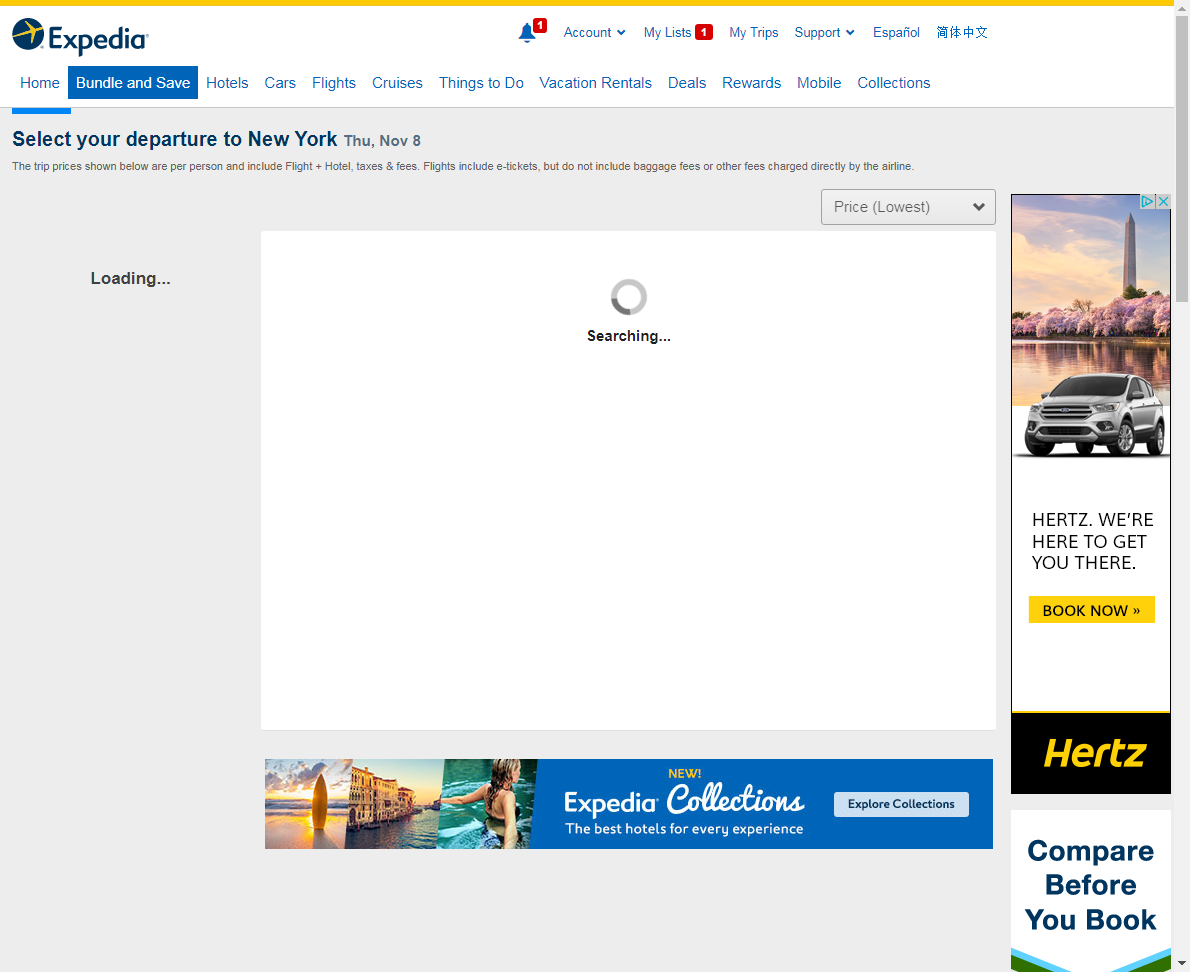 Expedia
1
Account
My Lists 1
My Trips
Support
Español
简体中文
Home
Bundle and Save
Hotels
Cars
Flights
Cruises
Things to Do
Vacation Rentals
Deals
Rewards
Mobile
Collections
Select your departure to New York Thu, Nov 8
The trip prices shown below are per person and include Flight + Hotel, taxes & fees. Flights include e-tickets, but do not include baggage fees or other fees charged directly by the airline.
Price (Lowest)
Loading...
Searching...
HERTZ. WE'RE
HERE TO GET
YOU THERE.
BOOK NOW »
Hertz
NEW!
Expedia Collections
The best hotels for every experience
Explore Collections
Compare
Before
You Book